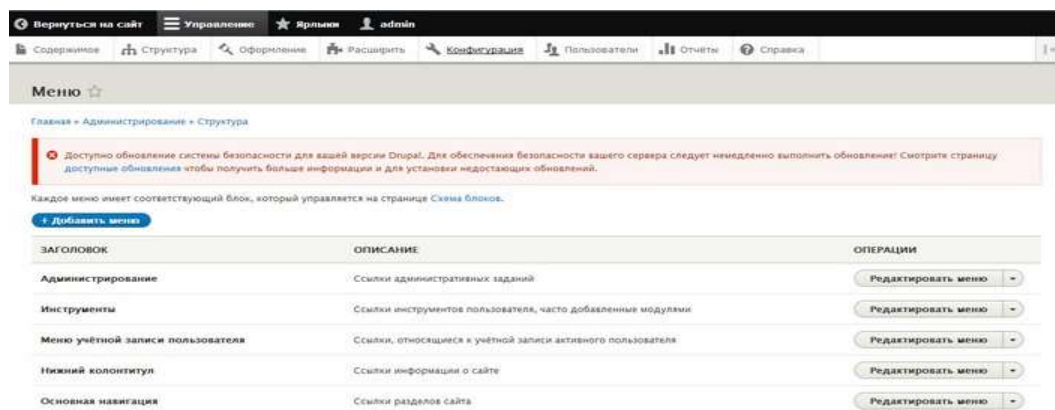 Вернуться на сайт Управление Ярлыки admin
Содержимое Структура Оформление Расширить Конфигурация Пользователи Отчёты Справка
Меню
Главная » Администрирование » Структура
Доступно обновление системы безопасности для вашей версии Drupal. Для обеспечения безопасности вашего сервера следует немедленно выполнить обновление! Смотрите страницу
доступные обновления чтобы получить больше информации и для установки недостающих обновлений.
Каждое меню имеет соответствующий блок, который управляется на странице Схема блоков.
+ Добавить меню
ЗАГОЛОВОК ОПИСАНИЕ ОПЕРАЦИИ
Администрирование Ссылки административных заданий Редактировать меню
Инструменты Ссылки инструментов пользователя, часто добавленные модулями Редактировать меню
Меню учётной записи пользователя Ссылки, относящиеся к учётной записи активного пользователя Редактировать меню
Нижний колонтитул Ссылки информации о сайте Редактировать меню
Основная навигация Ссылки разделов сайта Редактировать меню